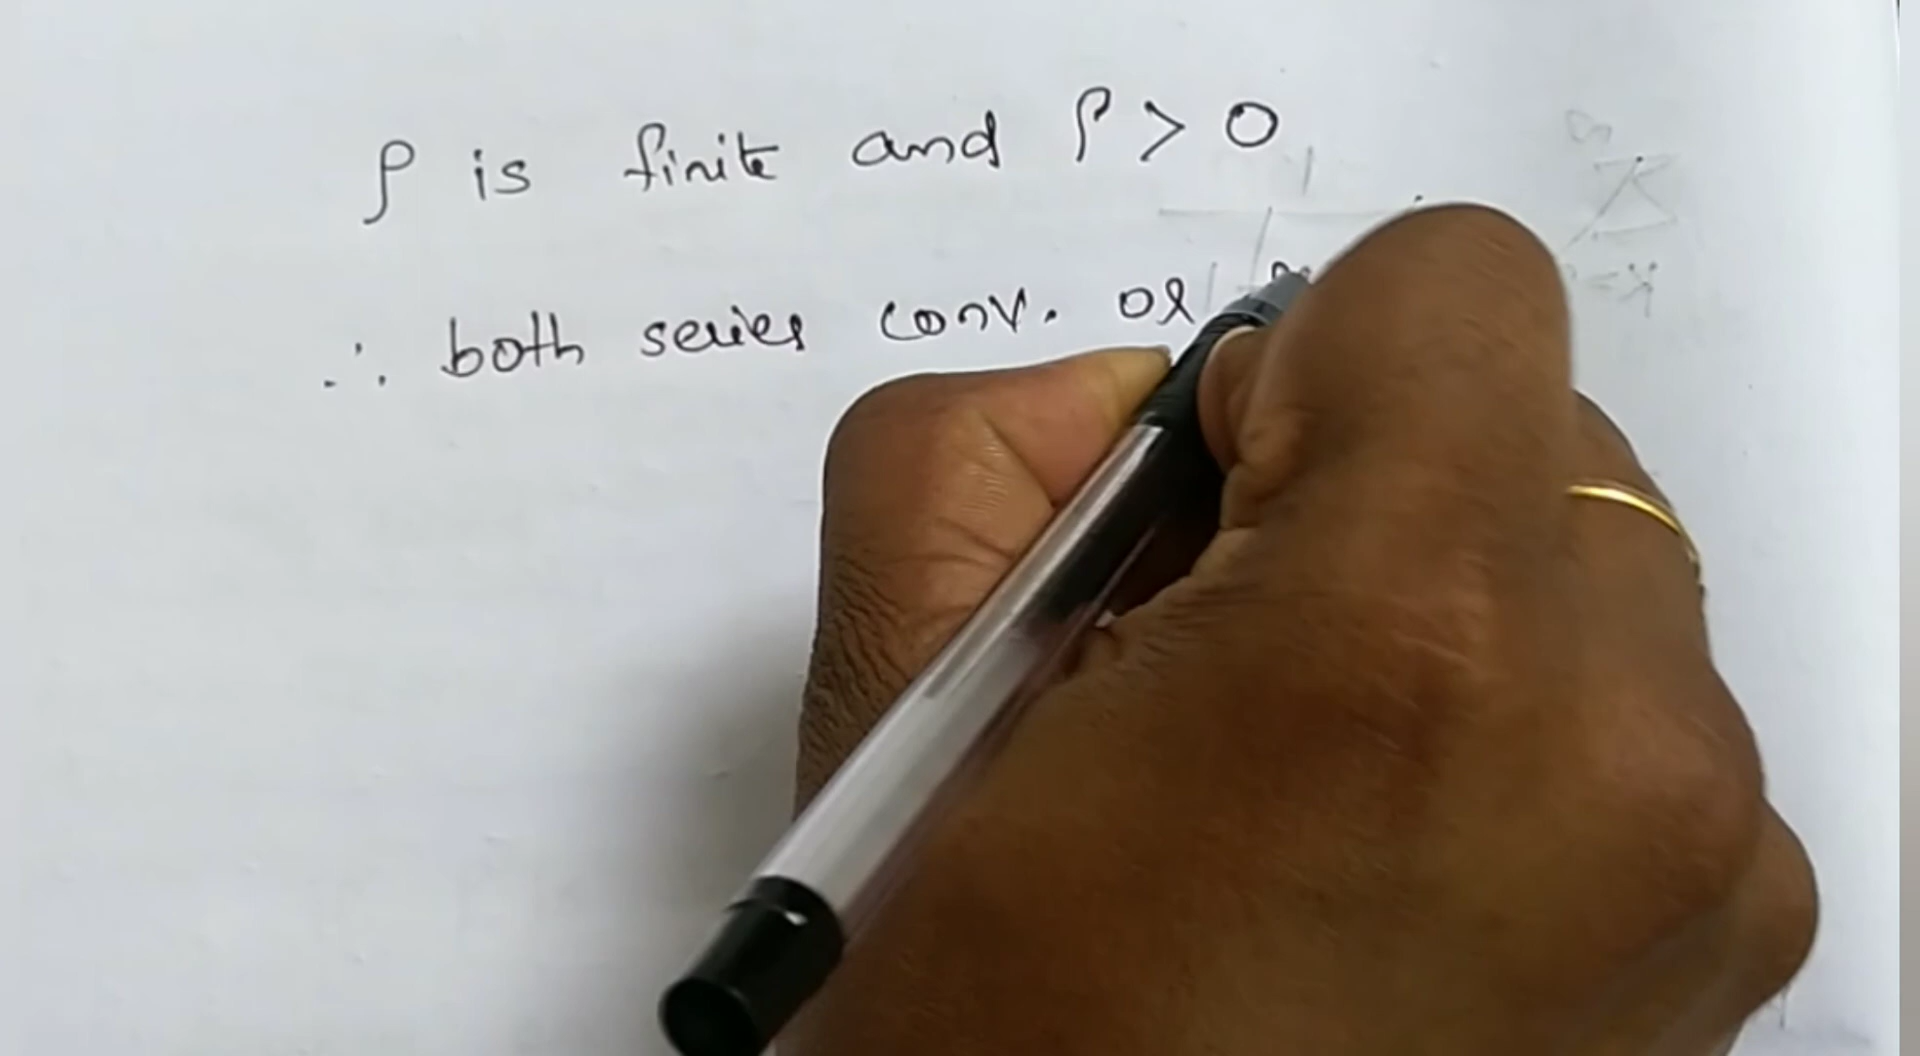 ρ is finite and ρ > 0
∴ both series conv. or